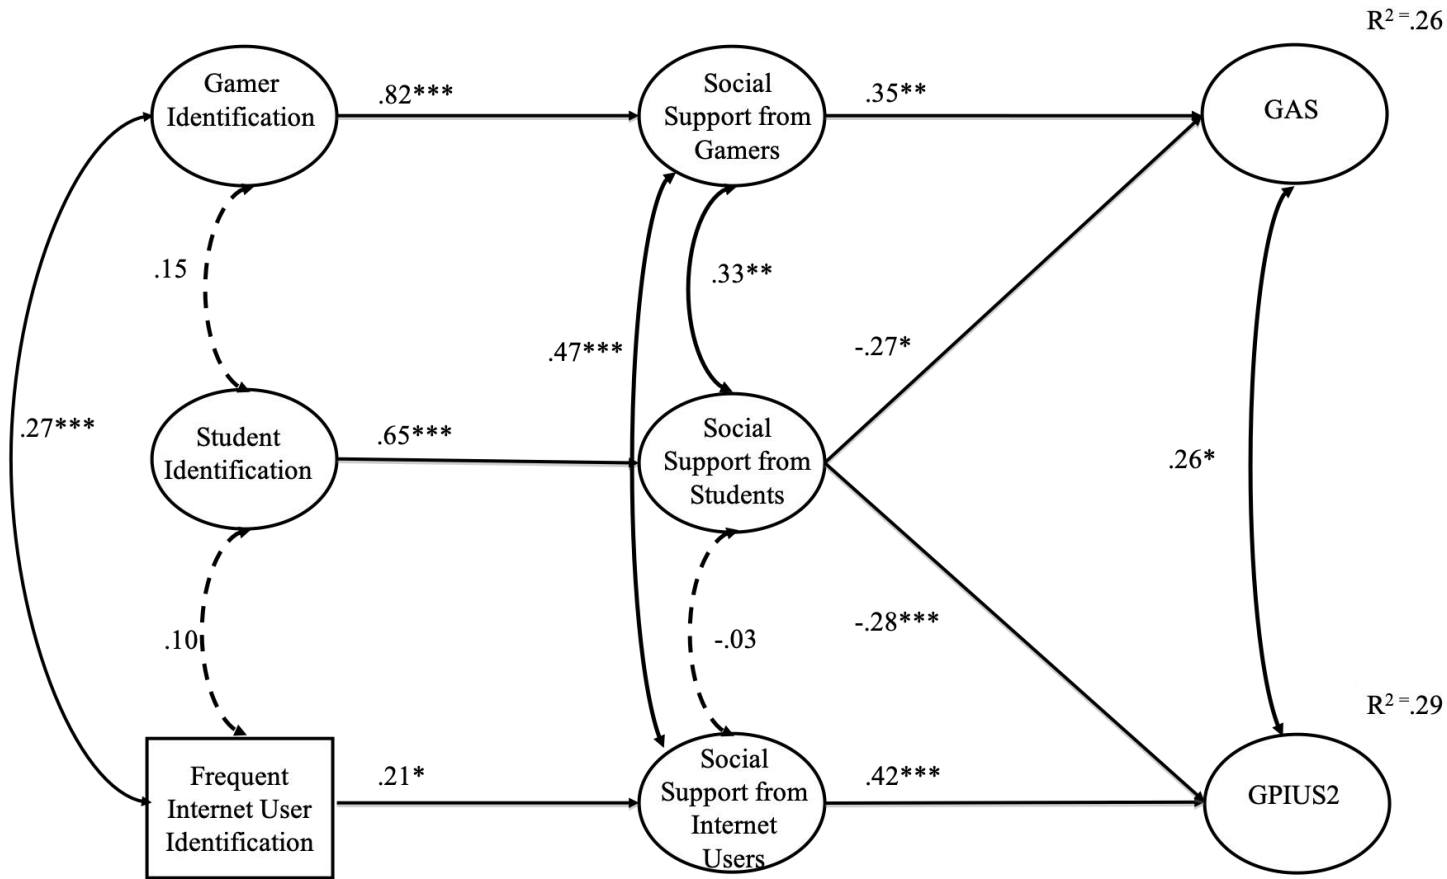 R² =.26
Gamer
Identification
.82***
Social
Support from
Gamers
.35**
GAS
.15
.33**
.47***
-.27*
.27***
Student
Identification
.65***
Social
Support from
Students
.26*
.10
-.03
-.28***
R² =.29
Frequent
Internet User
Identification
.21*
Social
Support from
Internet
Users
.42***
GPIUS2